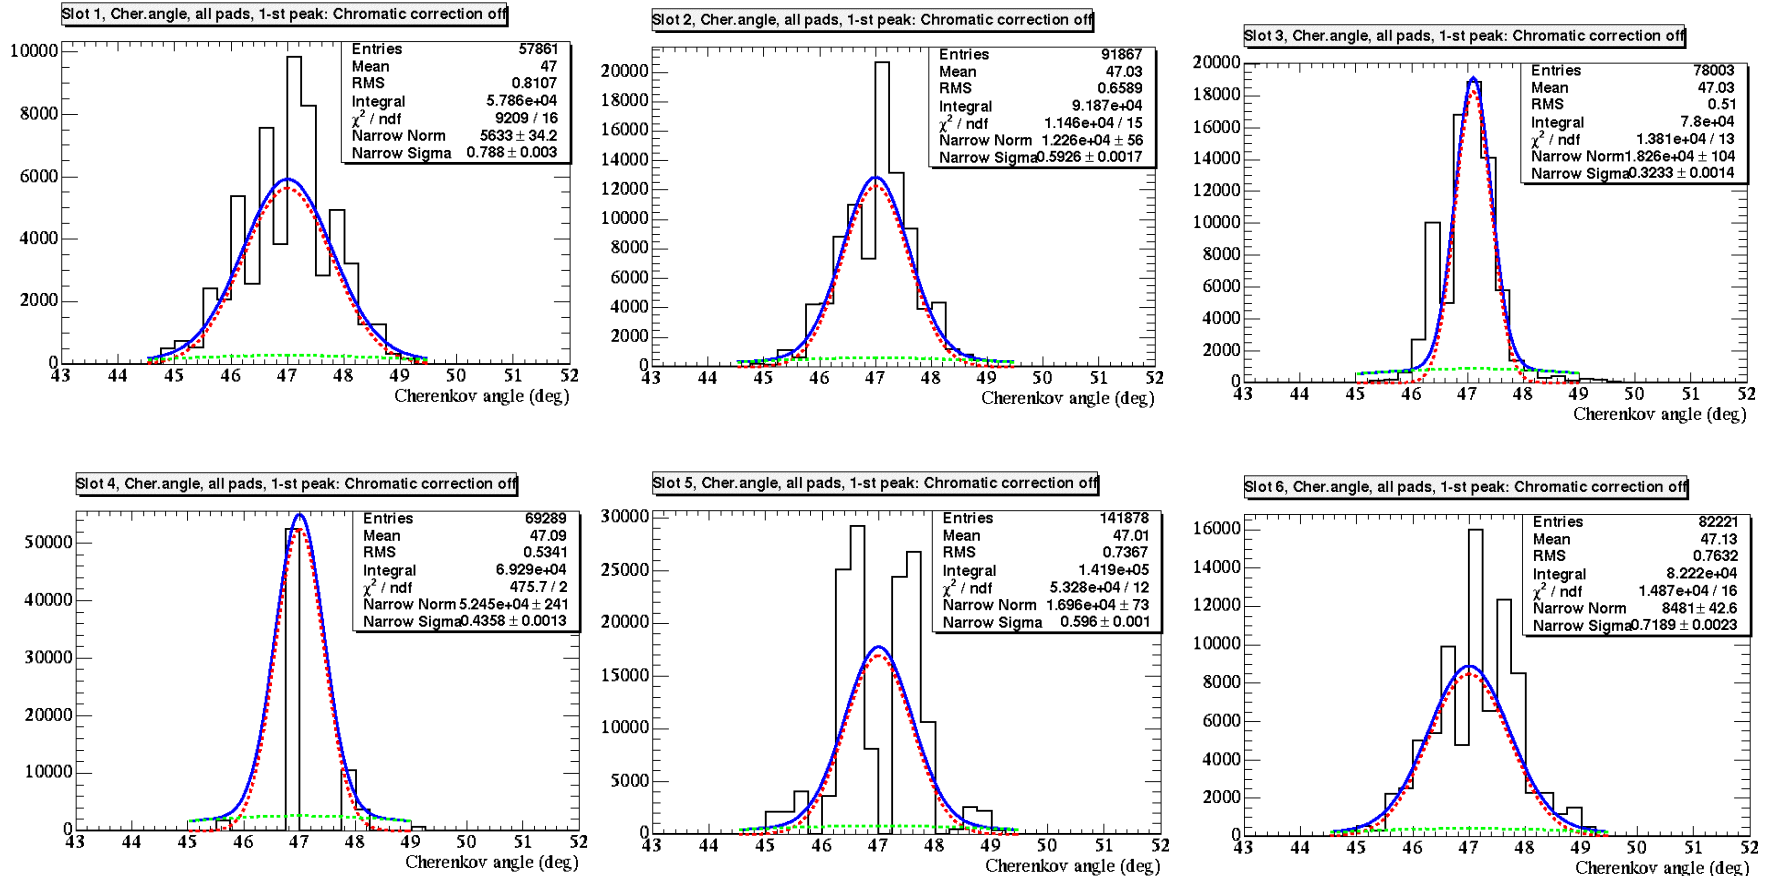 Slot 1, Cher.angle, all pads, 1-st peak: Chromatic correction off
Entries 57861
Mean 47
RMS 0.8107
Integral 5.786e+04
χ² / ndf 9209 / 16
Narrow Norm 5633 ± 34.2
Narrow Sigma 0.788 ± 0.003
10000
8000
6000
4000
2000
0
43 44 45 46 47 48 49 50 51 52
Cherenkov angle (deg)
Slot 2, Cher.angle, all pads, 1-st peak: Chromatic correction off
Entries 91867
Mean 47.03
RMS 0.6589
Integral 9.187e+04
χ² / ndf 1.146e+04 / 15
Narrow Norm 1.226e+04 ± 56
Narrow Sigma 0.5926 ± 0.0017
20000
18000
16000
14000
12000
10000
8000
6000
4000
2000
0
43 44 45 46 47 48 49 50 51 52
Cherenkov angle (deg)
Slot 3, Cher.angle, all pads, 1-st peak: Chromatic correction off
Entries 78003
Mean 47.03
RMS 0.51
Integral 7.8e+04
χ² / ndf 1.381e+04 / 13
Narrow Norm 1.826e+04 ± 104
Narrow Sigma 0.3233 ± 0.0014
20000
18000
16000
14000
12000
10000
8000
6000
4000
2000
0
43 44 45 46 47 48 49 50 51 52
Cherenkov angle (deg)
Slot 4, Cher.angle, all pads, 1-st peak: Chromatic correction off
Entries 69289
Mean 47.09
RMS 0.5341
Integral 6.929e+04
χ² / ndf 475.7 / 2
Narrow Norm 5.245e+04 ± 241
Narrow Sigma 0.4358 ± 0.0013
50000
40000
30000
20000
10000
0
43 44 45 46 47 48 49 50 51 52
Cherenkov angle (deg)
Slot 5, Cher.angle, all pads, 1-st peak: Chromatic correction off
Entries 141878
Mean 47.01
RMS 0.7367
Integral 1.419e+05
χ² / ndf 5.328e+04 / 12
Narrow Norm 1.696e+04 ± 73
Narrow Sigma 0.596 ± 0.001
30000
25000
20000
15000
10000
5000
0
43 44 45 46 47 48 49 50 51 52
Cherenkov angle (deg)
Slot 6, Cher.angle, all pads, 1-st peak: Chromatic correction off
Entries 82221
Mean 47.13
RMS 0.7632
Integral 8.222e+04
χ² / ndf 1.487e+04 / 16
Narrow Norm 8481 ± 42.6
Narrow Sigma 0.7189 ± 0.0023
16000
14000
12000
10000
8000
6000
4000
2000
0
43 44 45 46 47 48 49 50 51 52
Cherenkov angle (deg)